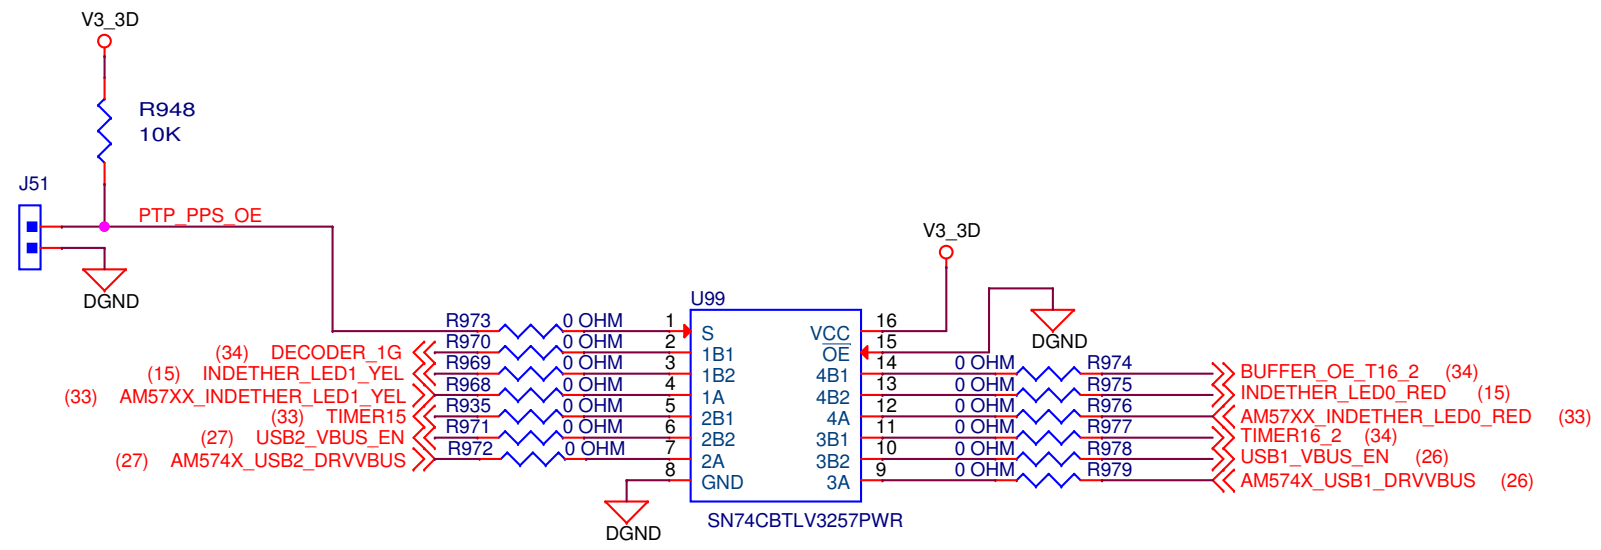 V3_3D
R948
10K
J51
PTP_PPS_OE
DGND
V3_3D
DGND
U99
R973 0 OHM 1 S
VCC 16
(34) DECODER_1G R970 0 OHM 2 1B1
OE 15
(15) INDETHER_LED1_YEL R969 0 OHM 3 1B2
4B1 14 0 OHM R974 BUFFER_OE_T16_2 (34)
(33) AM57XX_INDETHER_LED1_YEL R968 0 OHM 4 1A
4B2 13 0 OHM R975 INDETHER_LED0_RED (15)
(33) TIMER15 R935 0 OHM 5 2B1
4A 12 0 OHM R976 AM57XX_INDETHER_LED0_RED (33)
(27) USB2_VBUS_EN R971 0 OHM 6 2B2
3B1 11 0 OHM R977 TIMER16_2 (34)
(27) AM574X_USB2_DRVVBUS R972 0 OHM 7 2A
3B2 10 0 OHM R978 USB1_VBUS_EN (26)
8 GND
3A 9 0 OHM R979 AM574X_USB1_DRVVBUS (26)
DGND
SN74CBTLV3257PWR